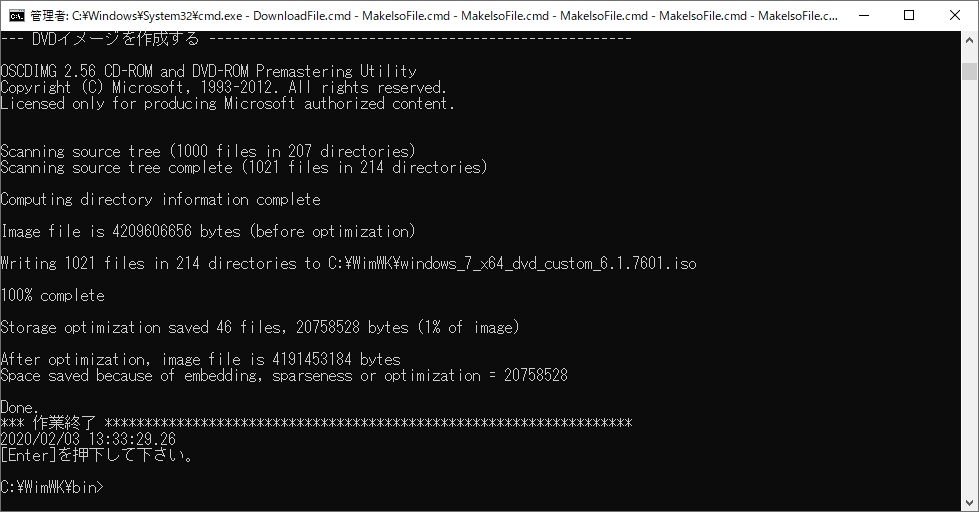 管理者: C:¥Windows¥System32¥cmd.exe - DownloadFile.cmd - MakeIsoFile.cmd - MakeIsoFile.cmd - MakeIsoFile.cmd - MakeIsoFile.cmd - MakeIsoFile.c...
--- DVDイメージを作成する -----------------------------------------------------
OSCDIMG 2.56 CD-ROM and DVD-ROM Premastering Utility
Copyright (C) Microsoft, 1993-2012. All rights reserved.
Licensed only for producing Microsoft authorized content.
Scanning source tree (1000 files in 207 directories)
Scanning source tree complete (1021 files in 214 directories)
Computing directory information complete
Image file is 4209606656 bytes (before optimization)
Writing 1021 files in 214 directories to C:¥WimWK¥windows_7_x64_dvd_custom_6.1.7601.iso
100% complete
Storage optimization saved 46 files, 20758528 bytes (1% of image)
After optimization, image file is 4191453184 bytes
Space saved because of embedding, sparseness or optimization = 20758528
Done.
*** 作業終了 ******************************************************************
2020/02/03 13:33:29.26
[Enter]を押下して下さい。
C:¥WimWK¥bin>